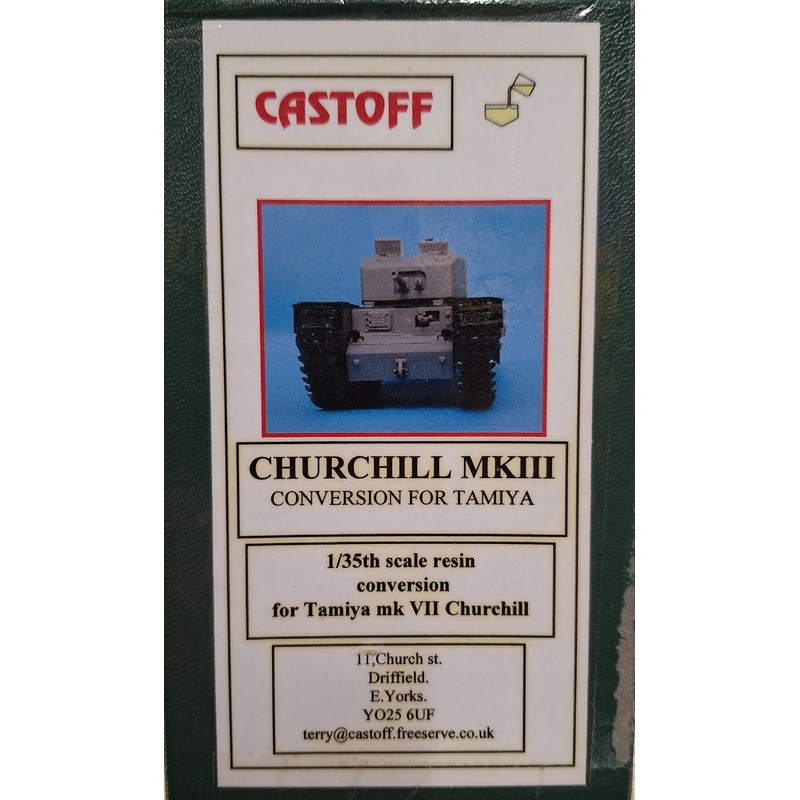 CASTOFF
CHURCHILL MKIII
CONVERSION FOR TAMIYA
1/35th scale resin
conversion
for Tamiya mk VII Churchill
11,Church st.
Driffield.
E.Yorks.
YO25 6UF
terry@castoff.freeserve.co.uk